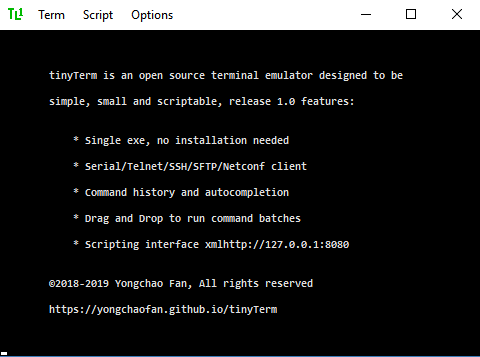 TL1 Term Script Options
tinyTerm is an open source terminal emulator designed to be
simple, small and scriptable, release 1.0 features:
* Single exe, no installation needed
* Serial/Telnet/SSH/SFTP/Netconf client
* Command history and autocompletion
* Drag and Drop to run command batches
* Scripting interface xmlhttp://127.0.0.1:8080
©2018-2019 Yongchao Fan, All rights reserved
https://yongchaofan.github.io/tinyTerm